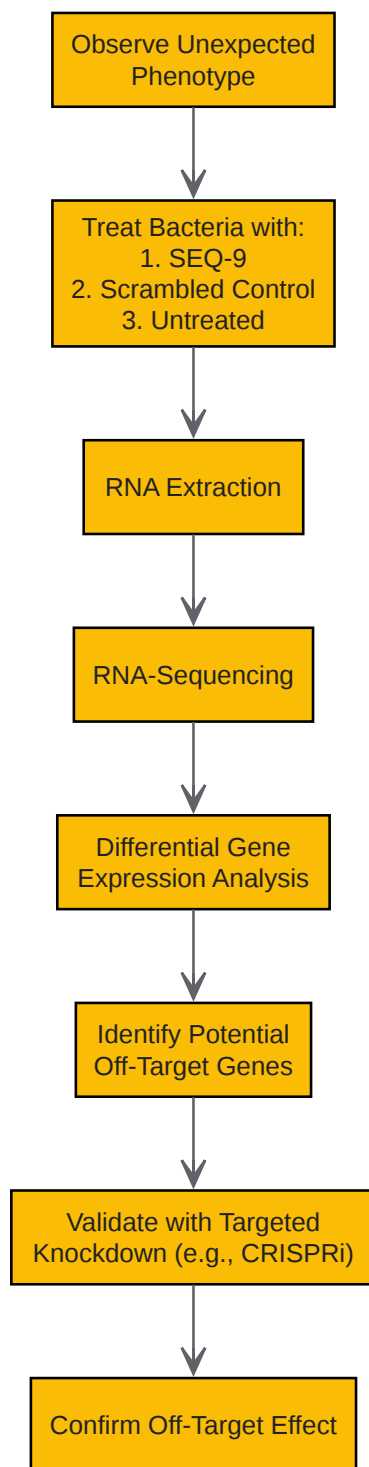 Observe Unexpected
Phenotype
Treat Bacteria with:
1. SEQ-9
2. Scrambled Control
3. Untreated
RNA Extraction
RNA-Sequencing
Differential Gene
Expression Analysis
Identify Potential
Off-Target Genes
Validate with Targeted
Knockdown (e.g., CRISPRi)
Confirm Off-Target Effect